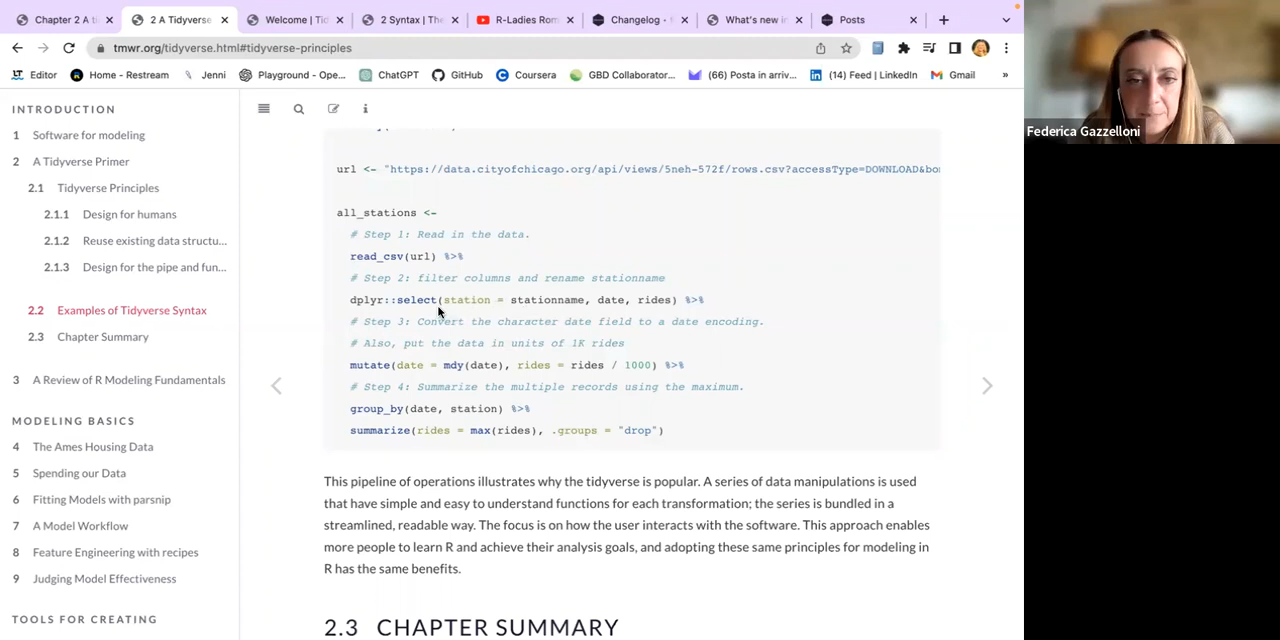 Chapter 2 A ti
2 A Tidyverse
Welcome | Tid
2 Syntax | The
R-Ladies Rom
Changelog -
What's new in
Posts
tmwr.org/tidyverse.html#tidyverse-principles
Editor
Home - Restream
Jenni
Playground - Ope...
ChatGPT
GitHub
Coursera
GBD Collaborator...
(66) Posta in arriv...
(14) Feed | LinkedIn
Gmail
»
INTRODUCTION
1 Software for modeling
2 A Tidyverse Primer
2.1 Tidyverse Principles
2.1.1 Design for humans
2.1.2 Reuse existing data structu...
2.1.3 Design for the pipe and fun...
2.2 Examples of Tidyverse Syntax
2.3 Chapter Summary
3 A Review of R Modeling Fundamentals
MODELING BASICS
4 The Ames Housing Data
5 Spending our Data
6 Fitting Models with parsnip
7 A Model Workflow
8 Feature Engineering with recipes
9 Judging Model Effectiveness
TOOLS FOR CREATING
url <- "https://data.cityofchicago.org/api/views/5neh-572f/rows.csv?accessType=DOWNLOAD&bo
all_stations <-
# Step 1: Read in the data.
read_csv(url) %>%
# Step 2: filter columns and rename stationname
dplyr::select(station = stationname, date, rides) %>%
# Step 3: Convert the character date field to a date encoding.
# Also, put the data in units of 1K rides
mutate(date = mdy(date), rides = rides / 1000) %>%
# Step 4: Summarize the multiple records using the maximum.
group_by(date, station) %>%
summarize(rides = max(rides), .groups = "drop")
This pipeline of operations illustrates why the tidyverse is popular. A series of data manipulations is used
that have simple and easy to understand functions for each transformation; the series is bundled in a
streamlined, readable way. The focus is on how the user interacts with the software. This approach enables
more people to learn R and achieve their analysis goals, and adopting these same principles for modeling in
R has the same benefits.
2.3 CHAPTER SUMMARY
Federica Gazzelloni